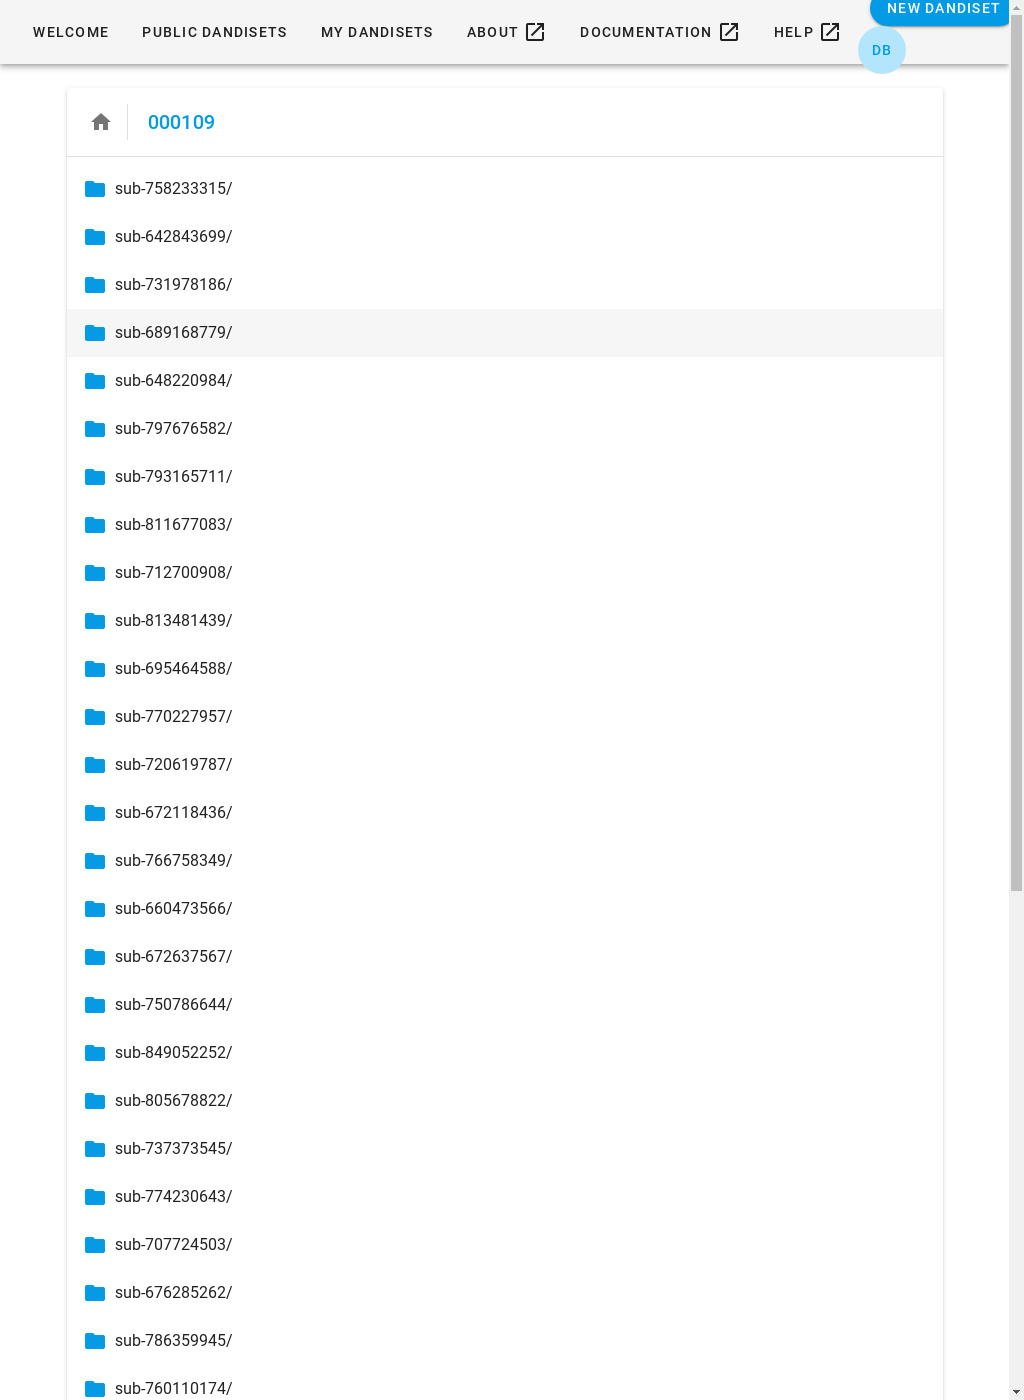 WELCOME PUBLIC DANDISETS MY DANDISETS ABOUT DOCUMENTATION HELP NEW DANDISET
DB
000109
sub-758233315/
sub-642843699/
sub-731978186/
sub-689168779/
sub-648220984/
sub-797676582/
sub-793165711/
sub-811677083/
sub-712700908/
sub-813481439/
sub-695464588/
sub-770227957/
sub-720619787/
sub-672118436/
sub-766758349/
sub-660473566/
sub-672637567/
sub-750786644/
sub-849052252/
sub-805678822/
sub-737373545/
sub-774230643/
sub-707724503/
sub-676285262/
sub-786359945/
sub-760110174/